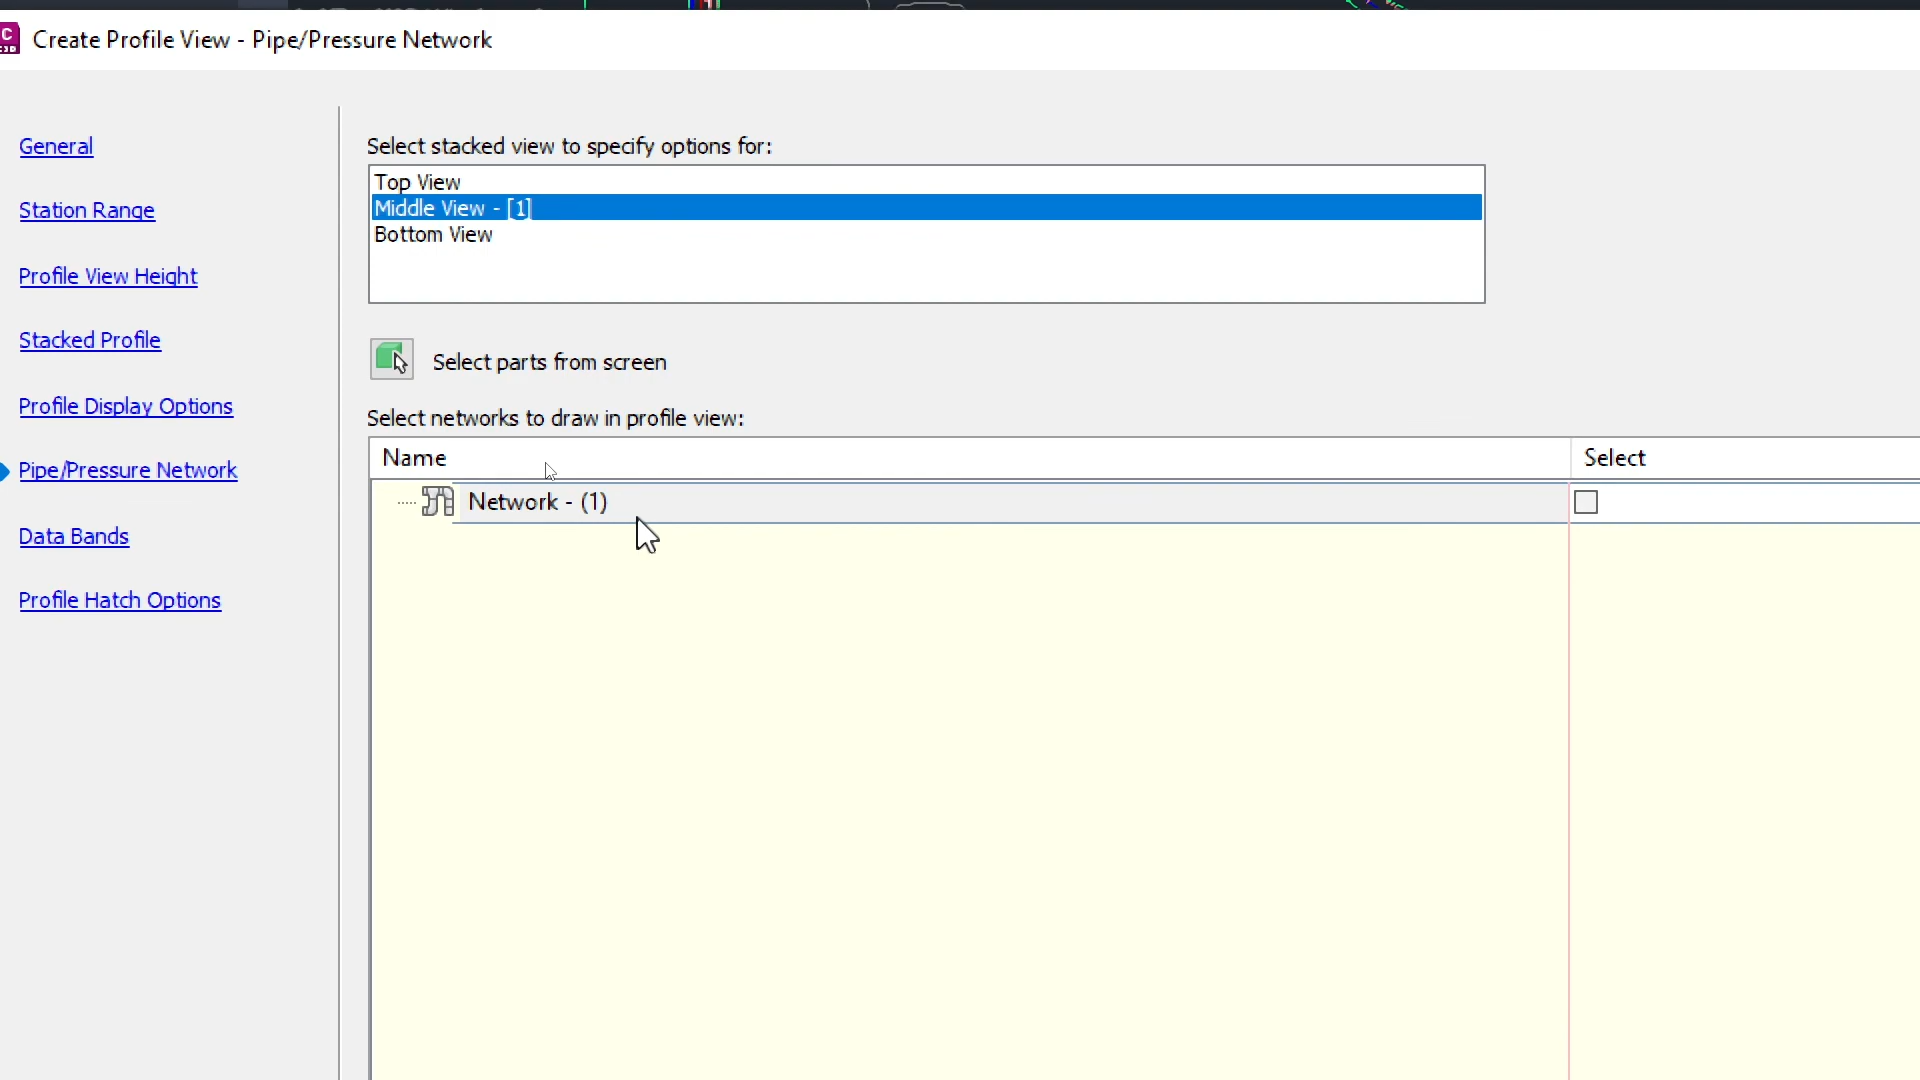 Create Profile View - Pipe/Pressure Network
General
Station Range
Profile View Height
Stacked Profile
Profile Display Options
Pipe/Pressure Network
Data Bands
Profile Hatch Options
Select stacked view to specify options for:
Top View
Middle View - [1]
Bottom View
Select parts from screen
Select networks to draw in profile view:
Name Select
Network - (1)